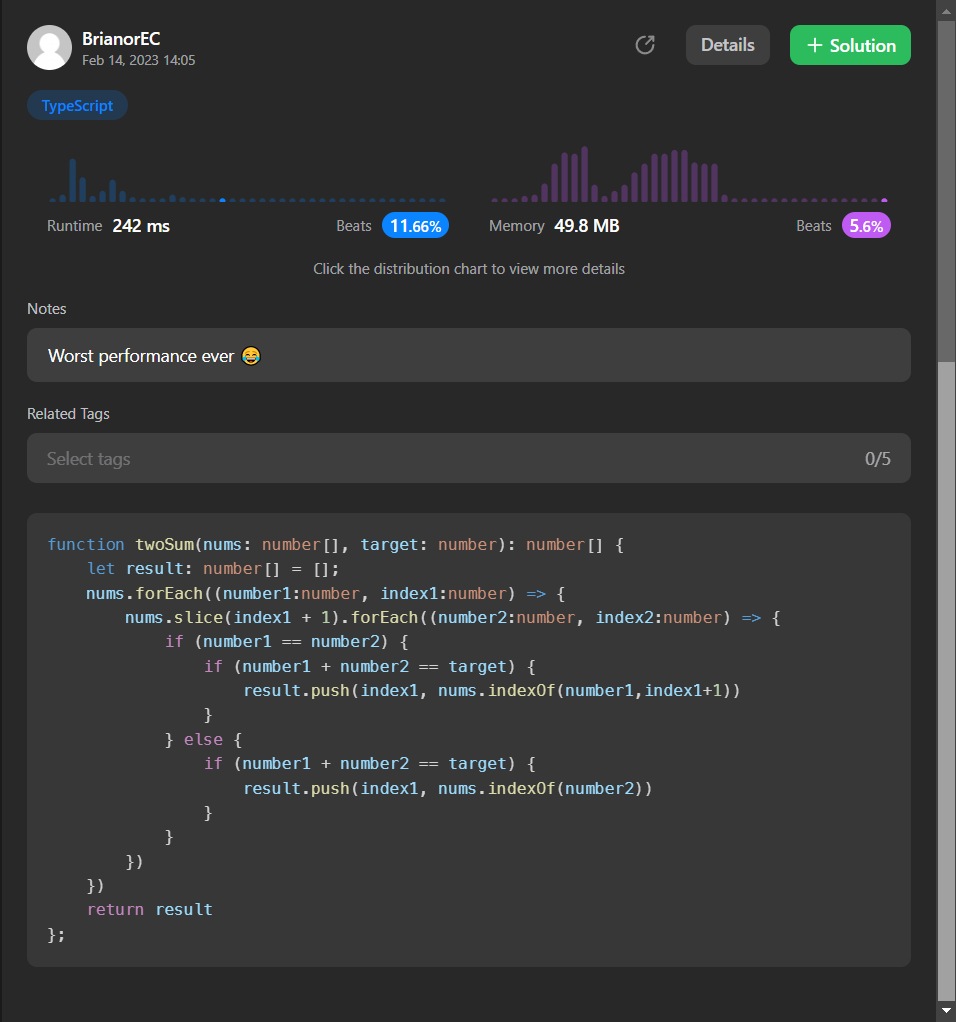 BrianorEC
Feb 14, 2023 14:05
Details
+ Solution
TypeScript
Runtime 242 ms Beats 11.66% Memory 49.8 MB Beats 5.6%
Click the distribution chart to view more details
Notes
Worst performance ever 😂
Related Tags
Select tags 0/5
function twoSum(nums: number[], target: number): number[] {
    let result: number[] = [];
    nums.forEach((number1:number, index1:number) => {
        nums.slice(index1 + 1).forEach((number2:number, index2:number) => {
            if (number1 == number2) {
                if (number1 + number2 == target) {
                    result.push(index1, nums.indexOf(number1,index1+1))
                }
            } else {
                if (number1 + number2 == target) {
                    result.push(index1, nums.indexOf(number2))
                }
            }
        })
    })
    return result
};